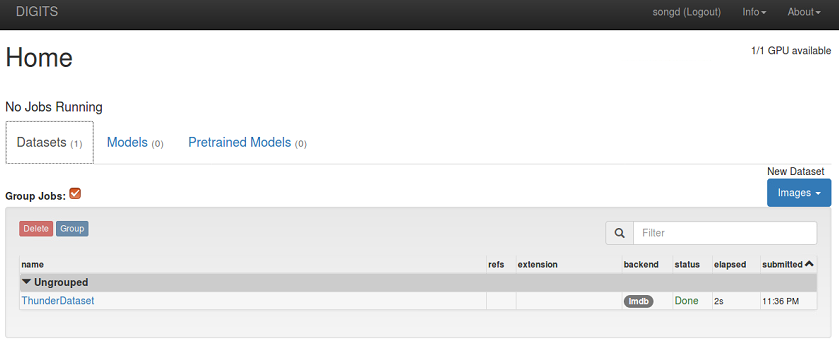 DIGITS songd (Logout) Info About
Home 1/1 GPU available
No Jobs Running
Datasets (1) Models (0) Pretrained Models (0)
New Dataset
Group Jobs: Images
Delete Group Filter
name refs extension backend status elapsed submitted
Ungrouped
ThunderDataset lmdb Done 2s 11:36 PM